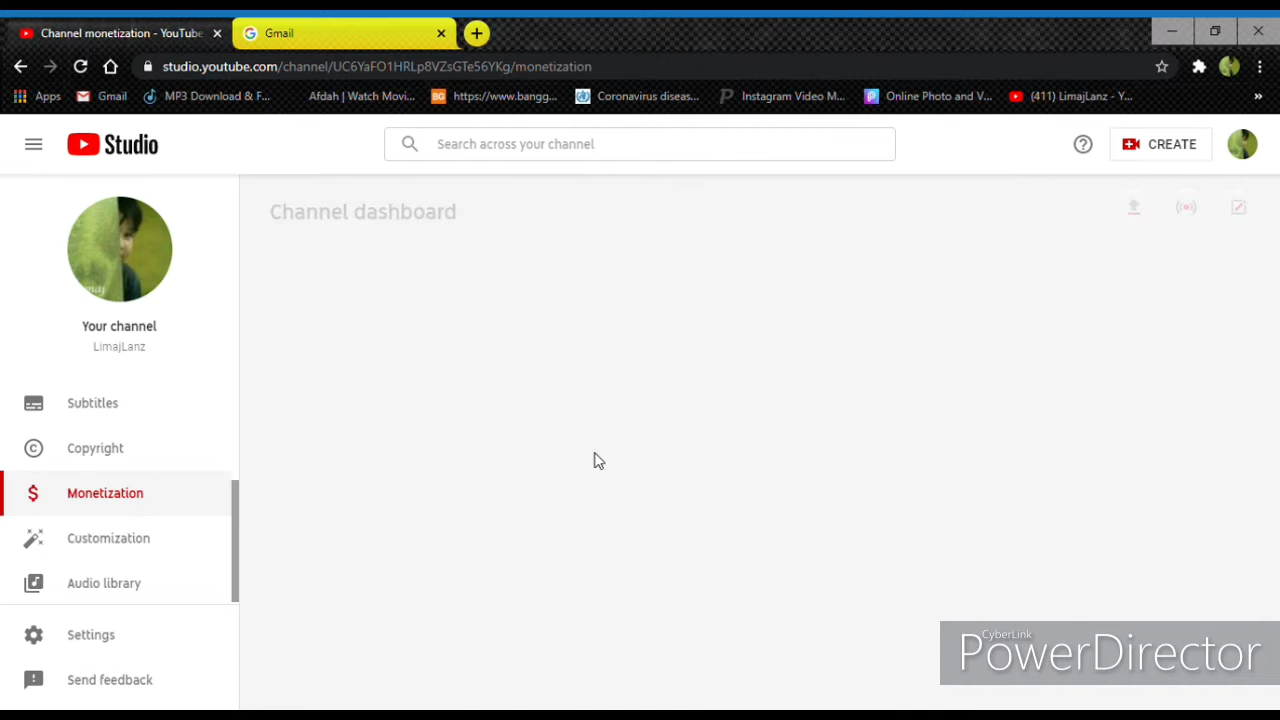 Channel monetization - YouTube
Gmail
studio.youtube.com/channel/UC6YaFO1HRLp8VZsGTe56YKg/monetization
Apps
Gmail
MP3 Download & F...
Afdah | Watch Movi...
BG
https://www.bangg...
Coronavirus diseas...
Instagram Video M...
Online Photo and V...
(411) LimajLanz - Y...
Studio
Search across your channel
CREATE
Channel dashboard
Your channel
LimajLanz
Subtitles
Copyright
Monetization
Customization
Audio library
Settings
Send feedback
CyberLink
PowerDirector